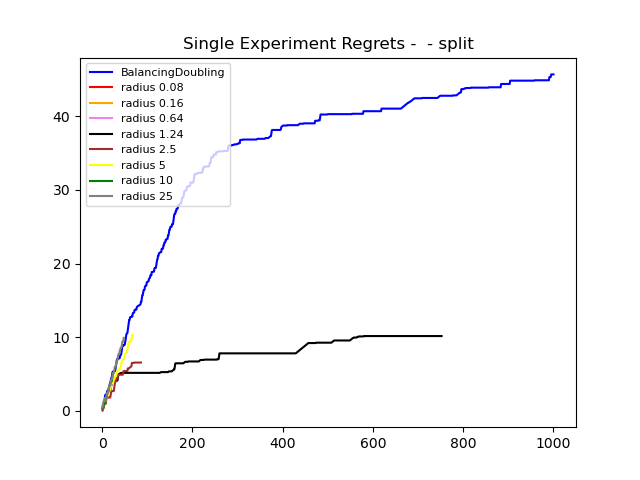 Single Experiment Regrets -  - split
BalancingDoubling
radius 0.08
radius 0.16
radius 0.64
radius 1.24
radius 2.5
radius 5
radius 10
radius 25
40
30
20
10
0
0 200 400 600 800 1000